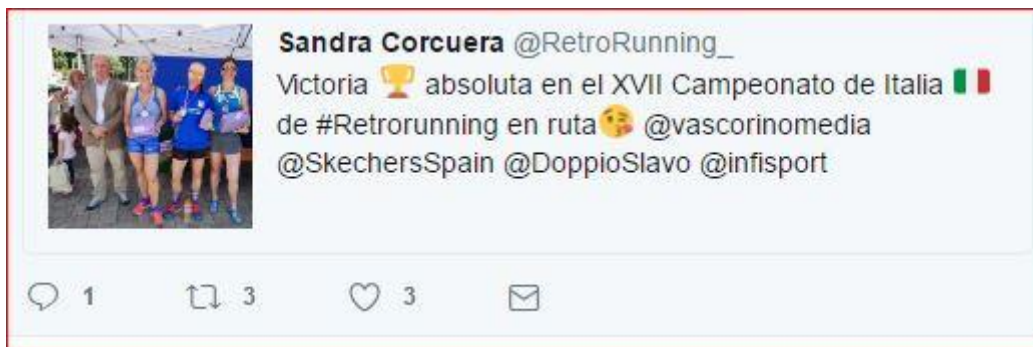 Sandra Corcuera @RetroRunning_
Victoria 🏆 absoluta en el XVII Campeonato de Italia 🇮🇹
de #Retrorunning en ruta😘 @vascorinomedia
@SkechersSpain @DoppioSlavo @infisport
1 3 3